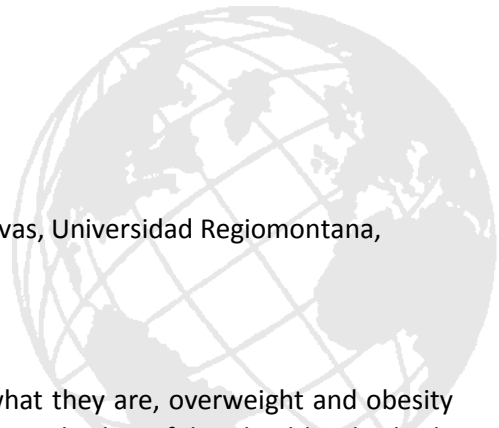 vas, Universidad Regiomontana,
what they are, overweight and obesity